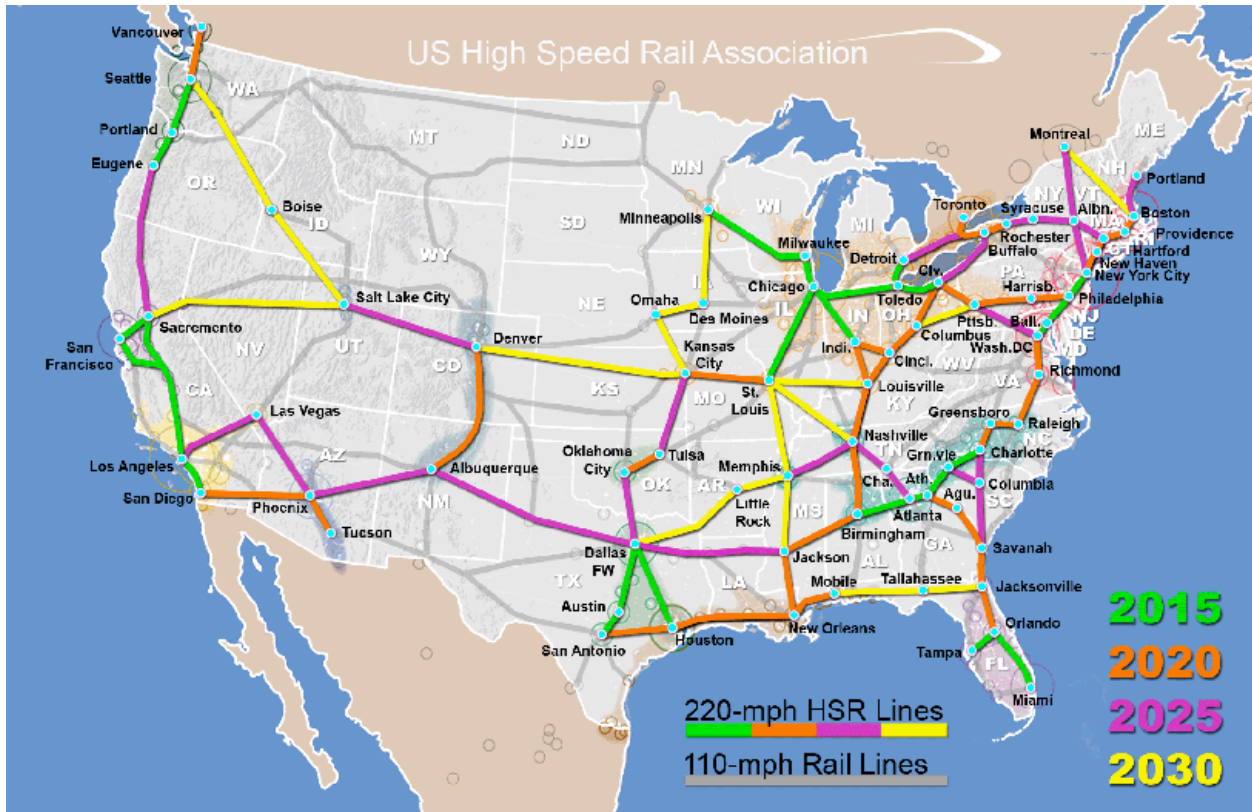 US High Speed Rail Association
Vancouver
Seattle
WA
Portland
Eugene
OR
Boise
ID
MT
ND
MN
SD
WY
Minneapolis
WI
Milwaukee
MI
Montreal
ME
NH
Portland
NY
VT
Toronto
Syracuse
Albn.
Boston
MA
Providence
Rochester
Hartford
Buffalo
New Haven
New York City
Detroit
Clv.
PA
Harrisb.
Philadelphia
Chicago
Toledo
IA
NE
Omaha
Des Moines
IL
IN
OH
Pttsb.
Columbus
Balt.
NJ
DE
Wash.DC
MD
Salt Lake City
Sacremento
NV
UT
San
Francisco
Denver
CO
Kansas
City
KS
MO
St.
Louis
Indi.
Cinci.
WV
Louisville
KY
VA
Richmond
CA
Las Vegas
Greensboro
Raleigh
NC
Nashville
TN
Grn.vle
Charlotte
Los Angeles
AZ
Albuquerque
Oklahoma
City
Tulsa
OK
AR
Memphis
Cha.
Ath.
Columbia
SC
San Diego
Phoenix
NM
Little
Rock
MS
Agu.
Atlanta
Birmingham
Tucson
Dallas
FW
Jackson
AL
GA
Savanah
TX
LA
Mobile
Tallahassee
Jacksonville
Austin
San Antonio
Houston
New Orleans
Orlando
Tampa
FL
Miami
220-mph HSR Lines
110-mph Rail Lines
2015
2020
2025
2030